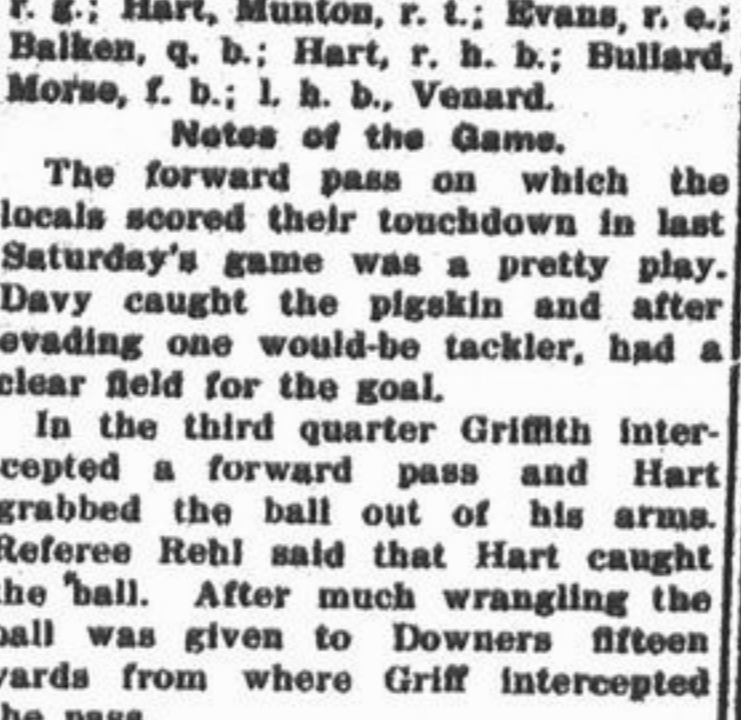 r. g.; Hart, Munton, r. t.; Evans, r. e.;
Balken, q. b.; Hart, r. h. b.; Bullard,
Morse, f. b.; l. h. b., Venard.
Notes of the Game.
The forward pass on which the
locals scored their touchdown in last
Saturday's game was a pretty play.
Davy caught the pigskin and after
evading one would-be tackler, had a
clear field for the goal.
In the third quarter Griffith inter-
cepted a forward pass and Hart
grabbed the ball out of his arms.
Referee Rehl said that Hart caught
the ball. After much wrangling the
ball was given to Downers fifteen
yards from where Griff intercepted
the pass.